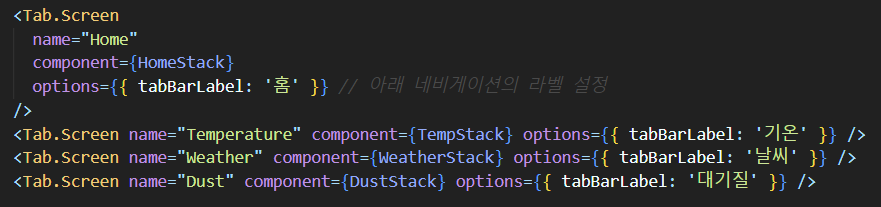 <Tab.Screen
  name="Home"
  component={HomeStack}
  options={{ tabBarLabel: '홈' }} // 아래 네비게이션의 라벨 설정
/>
<Tab.Screen name="Temperature" component={TempStack} options={{ tabBarLabel: '기온' }} />
<Tab.Screen name="Weather" component={WeatherStack} options={{ tabBarLabel: '날씨' }} />
<Tab.Screen name="Dust" component={DustStack} options={{ tabBarLabel: '대기질' }} />